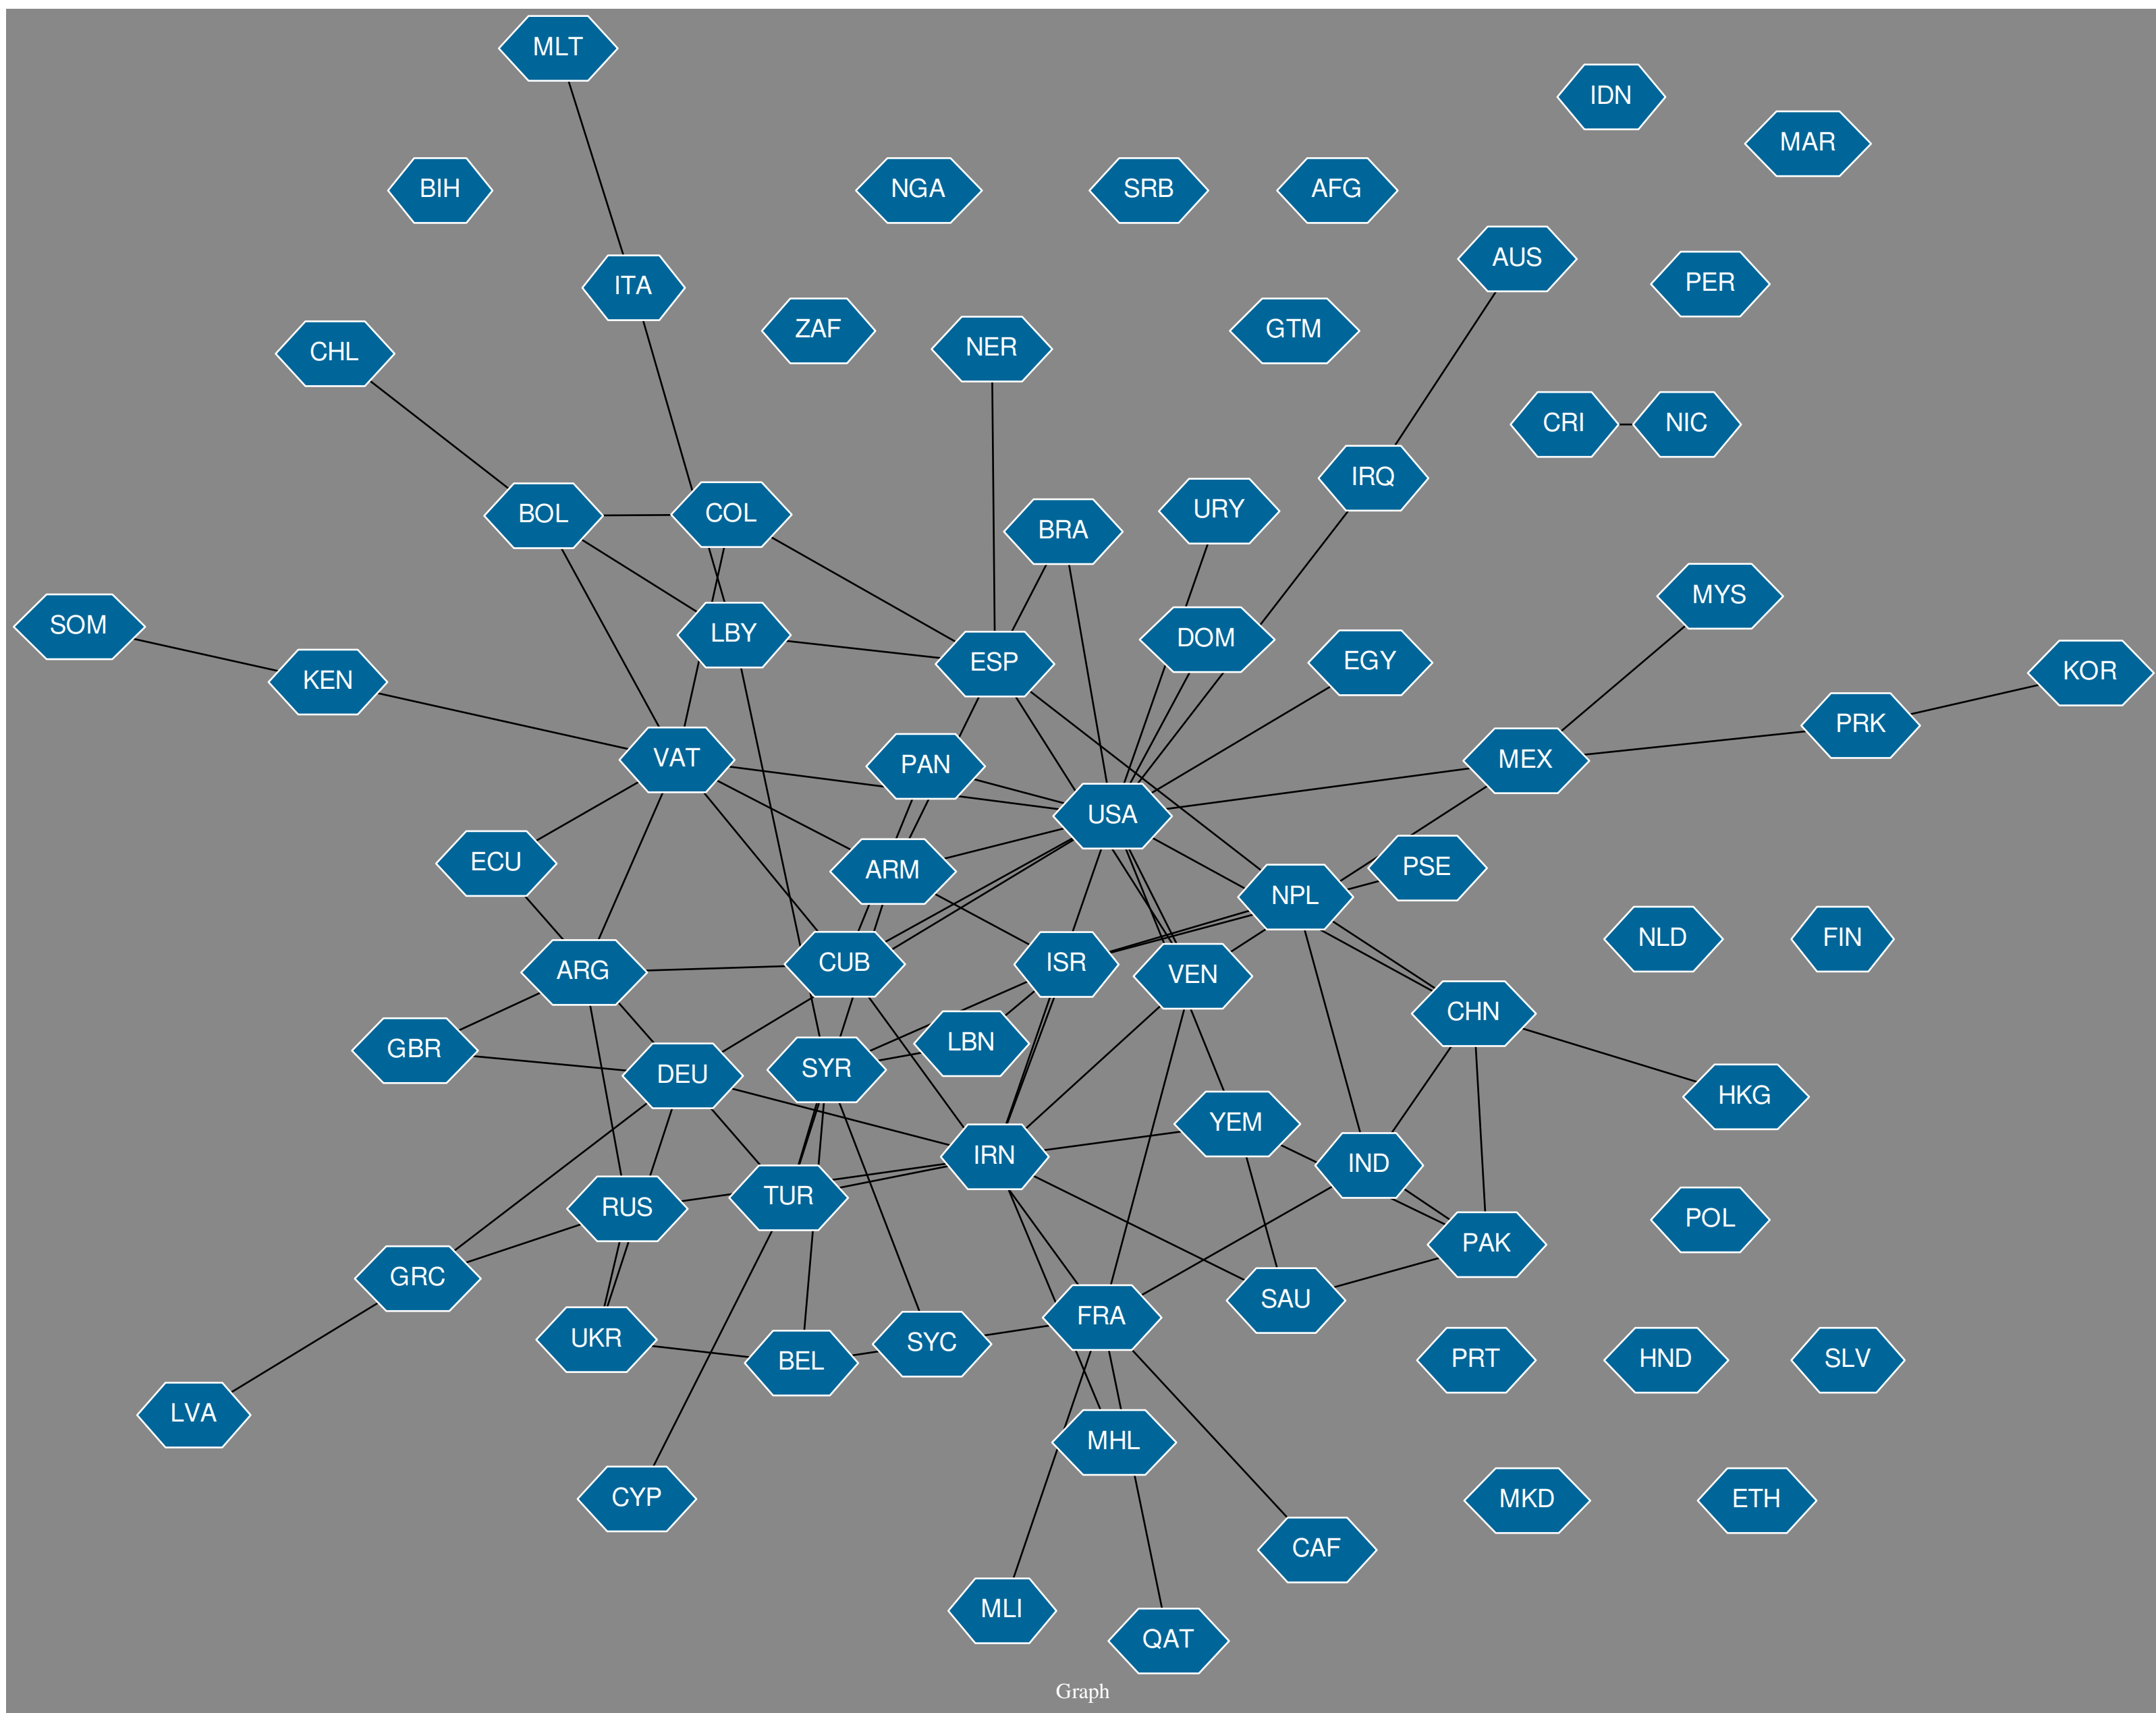 MLT
IDN
MAR
BIH
NGA
SRB
AFG
AUS
PER
ITA
ZAF
GTM
NER
CHL
CRI
NIC
IRQ
URY
COL
BOL
BRA
MYS
SOM
LBY
DOM
EGY
ESP
KOR
KEN
PRK
VAT
MEX
PAN
USA
ECU
PSE
ARM
NPL
NLD
FIN
CUB
ISR
ARG
VEN
CHN
LBN
GBR
SYR
DEU
HKG
YEM
IRN
IND
TUR
RUS
POL
PAK
GRC
SAU
FRA
UKR
SYC
BEL
PRT
HND
SLV
LVA
MHL
CYP
MKD
ETH
CAF
MLI
QAT
Graph